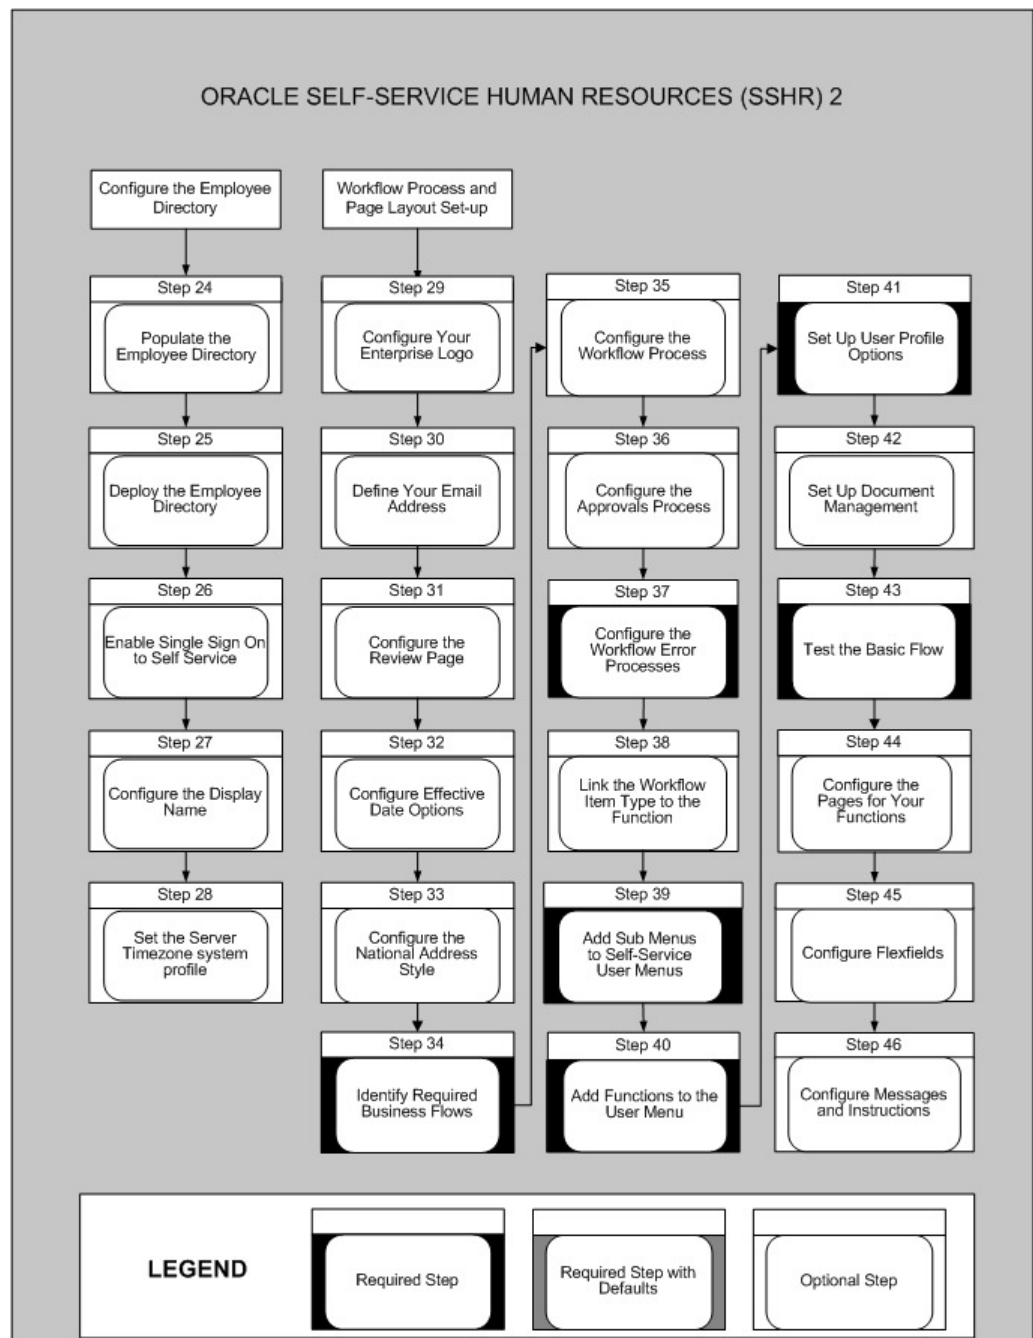 ORACLE SELF-SERVICE HUMAN RESOURCES (SSHR) 2
Configure the Employee
Directory
Step 24
Populate the
Employee Directory
Step 25
Deploy the Employee
Directory
Step 26
Enable Single Sign On
to Self Service
Step 27
Configure the Display
Name
Step 28
Set the Server
Timezone system
profile
Workflow Process and
Page Layout Set-up
Step 29
Configure Your
Enterprise Logo
Step 30
Define Your Email
Address
Step 31
Configure the
Review Page
Step 32
Configure Effective
Date Options
Step 33
Configure the
National Address
Style
Step 34
Identify Required
Business Flows
Step 35
Configure the
Workflow Process
Step 36
Configure the
Approvals Process
Step 37
Configure the
Workflow Error
Processes
Step 38
Link the Workflow
Item Type to the
Function
Step 39
Add Sub Menus
to Self-Service
User Menus
Step 40
Add Functions to the
User Menu
Step 41
Set Up User Profile
Options
Step 42
Set Up Document
Management
Step 43
Test the Basic Flow
Step 44
Configure the
Pages for Your
Functions
Step 45
Configure Flexfields
Step 46
Configure Messages
and Instructions
LEGEND
Required Step
Required Step with
Defaults
Optional Step